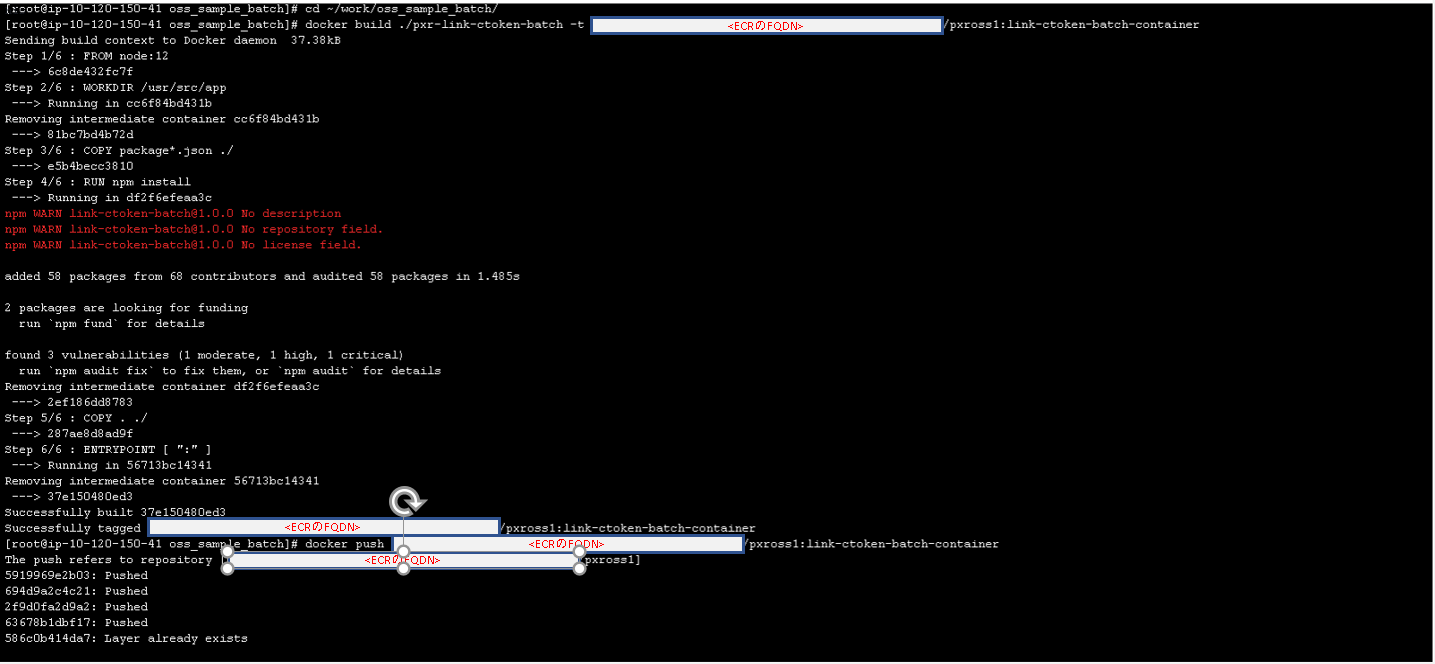 [root@ip-10-120-150-41 oss_sample_batch]# cd ~/work/oss_sample_batch/
[root@ip-10-120-150-41 oss_sample_batch]# docker build ./pxr-link-ctoken-batch -t <ECRのFQDN>/pxross1:link-ctoken-batch-container
Sending build context to Docker daemon  37.38kB
Step 1/6 : FROM node:12
 ---> 6c8de432fc7f
Step 2/6 : WORKDIR /usr/src/app
 ---> Running in cc6f84bd431b
Removing intermediate container cc6f84bd431b
 ---> 81bc7bd4b72d
Step 3/6 : COPY package*.json ./
 ---> e5b4becc3810
Step 4/6 : RUN npm install
 ---> Running in df2f6efeaa3c
npm WARN link-ctoken-batch@1.0.0 No description
npm WARN link-ctoken-batch@1.0.0 No repository field.
npm WARN link-ctoken-batch@1.0.0 No license field.
added 58 packages from 68 contributors and audited 58 packages in 1.485s
2 packages are looking for funding
  run `npm fund` for details
found 3 vulnerabilities (1 moderate, 1 high, 1 critical)
  run `npm audit fix` to fix them, or `npm audit` for details
Removing intermediate container df2f6efeaa3c
 ---> 2ef186dd8783
Step 5/6 : COPY . ./
 ---> 287ae8d8ad9f
Step 6/6 : ENTRYPOINT [ ":" ]
 ---> Running in 56713bc14341
Removing intermediate container 56713bc14341
 ---> 37e150480ed3
Successfully built 37e150480ed3
Successfully tagged <ECRのFQDN>/pxross1:link-ctoken-batch-container
[root@ip-10-120-150-41 oss_sample_batch]# docker push <ECRのFQDN>/pxross1:link-ctoken-batch-container
The push refers to repository [<ECRのFQDN>pxross1]
5919969e2b03: Pushed
694d9a2c4c21: Pushed
2f9d0fa2d9a2: Pushed
63678b1dbf17: Pushed
586c0b414da7: Layer already exists